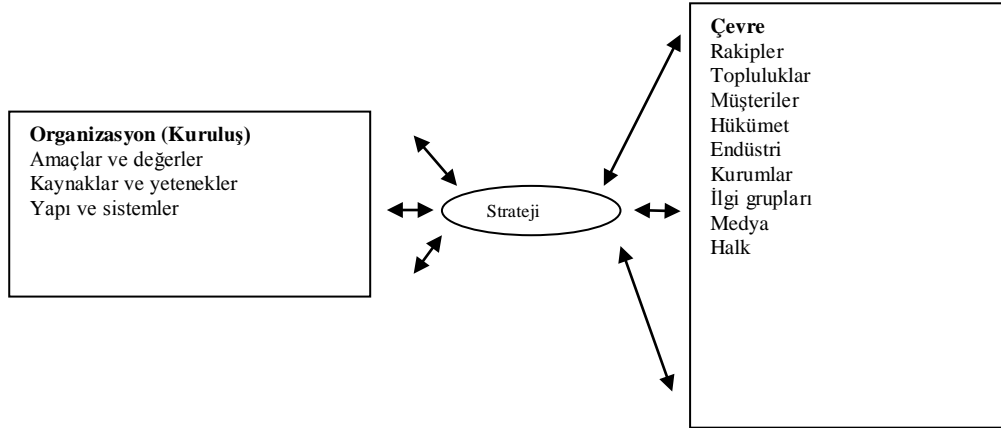 Organizasyon (Kuruluş)
Amaçlar ve değerler
Kaynaklar ve yetenekler
Yapı ve sistemler
Strateji
Çevre
Rakipler
Topluluklar
Müşteriler
Hükümet
Endüstri
Kurumlar
İlgi grupları
Medya
Halk